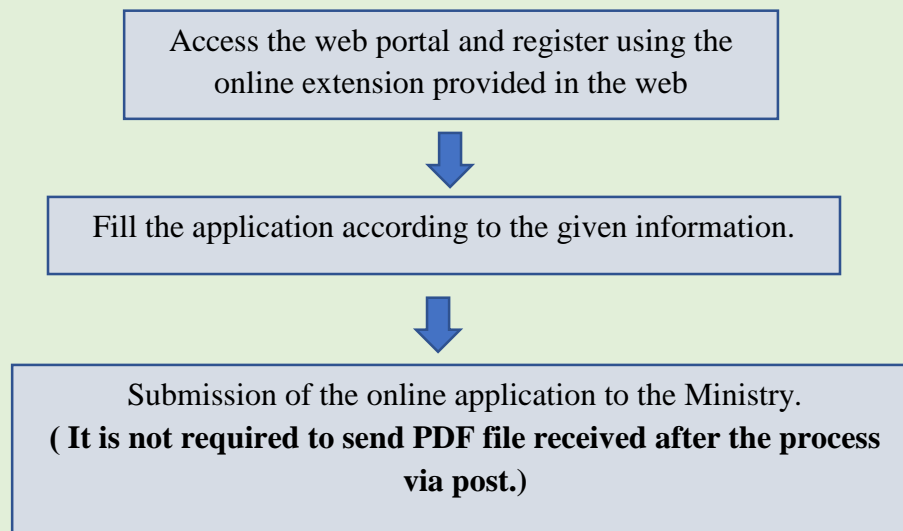 Access the web portal and register using the
online extension provided in the web
Fill the application according to the given information.
Submission of the online application to the Ministry.
( It is not required to send PDF file received after the process
via post.)